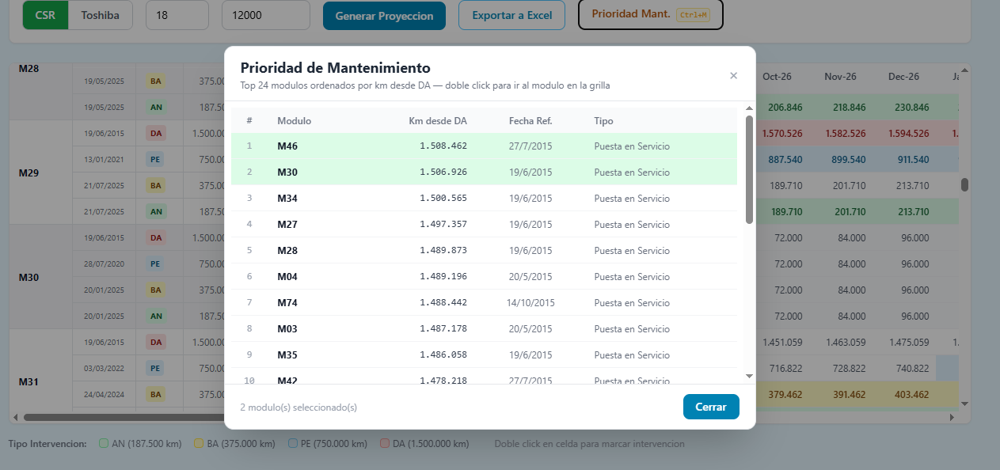 CSR Toshiba 18 12000 Generar Proyeccion Exportar a Excel Prioridad Mant. Ctrl+M
Prioridad de Mantenimiento
Top 24 modulos ordenados por km desde DA — doble click para ir al modulo en la grilla
×
# Modulo Km desde DA Fecha Ref. Tipo
1 M46 1.508.462 27/7/2015 Puesta en Servicio
2 M30 1.506.926 19/6/2015 Puesta en Servicio
3 M34 1.500.565 19/6/2015 Puesta en Servicio
4 M27 1.497.357 19/6/2015 Puesta en Servicio
5 M28 1.489.873 19/6/2015 Puesta en Servicio
6 M04 1.489.196 20/5/2015 Puesta en Servicio
7 M74 1.488.442 14/10/2015 Puesta en Servicio
8 M03 1.487.178 20/5/2015 Puesta en Servicio
9 M35 1.486.058 19/6/2015 Puesta en Servicio
10 M42 1.478.218 27/7/2015 Puesta en Servicio
2 modulo(s) seleccionado(s)
Cerrar
Oct-26 Nov-26 Dec-26
M28
19/05/2025 BA 375.00
19/05/2025 AN 187.5 206.846 218.846 230.846
M29
19/06/2015 DA 1.500.00 1.570.526 1.582.526 1.594.526 1.
13/01/2021 PE 750.00 887.540 899.540 911.540
21/07/2025 BA 375.00 189.710 201.710 213.710
21/07/2025 AN 187.5 189.710 201.710 213.710
M30
19/06/2015 DA 1.500.00 72.000 84.000 96.000
28/07/2020 PE 750.00 72.000 84.000 96.000
20/01/2025 BA 375.00 72.000 84.000 96.000
20/01/2025 AN 187.50 72.000 84.000 96.000
M31
19/06/2015 DA 1.500.00 1.451.059 1.463.059 1.475.059 1.
03/03/2022 PE 750.00 716.822 728.822 740.822
24/04/2024 BA 375.00 379.462 391.462 403.462
Tipo Intervencion: AN (187.500 km) BA (375.000 km) PE (750.000 km) DA (1.500.000 km) Doble click en celda para marcar intervencion